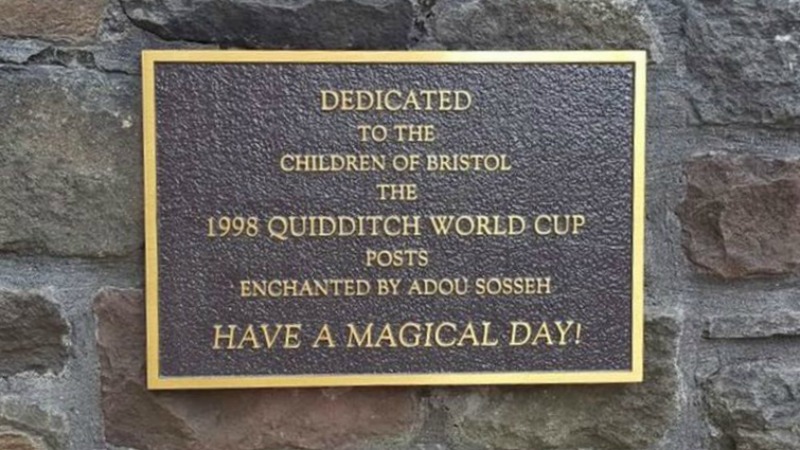 DEDICATED
TO THE
CHILDREN OF BRISTOL
THE
1998 QUIDDITCH WORLD CUP
POSTS
ENCHANTED BY ADOU SOSSEH
HAVE A MAGICAL DAY!